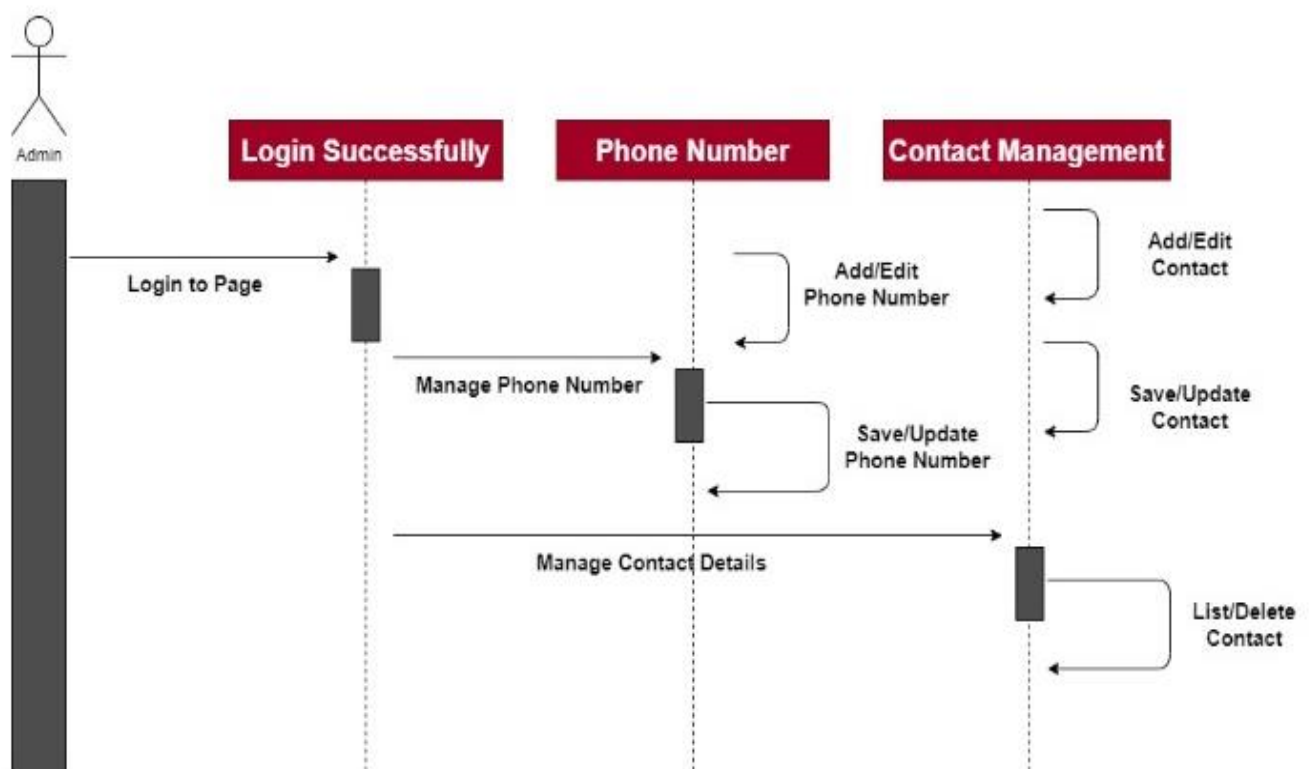 Admin
Login Successfully
Phone Number
Contact Management
Login to Page
Add/Edit
Phone Number
Add/Edit
Contact
Manage Phone Number
Save/Update
Contact
Save/Update
Phone Number
Manage Contact Details
List/Delete
Contact